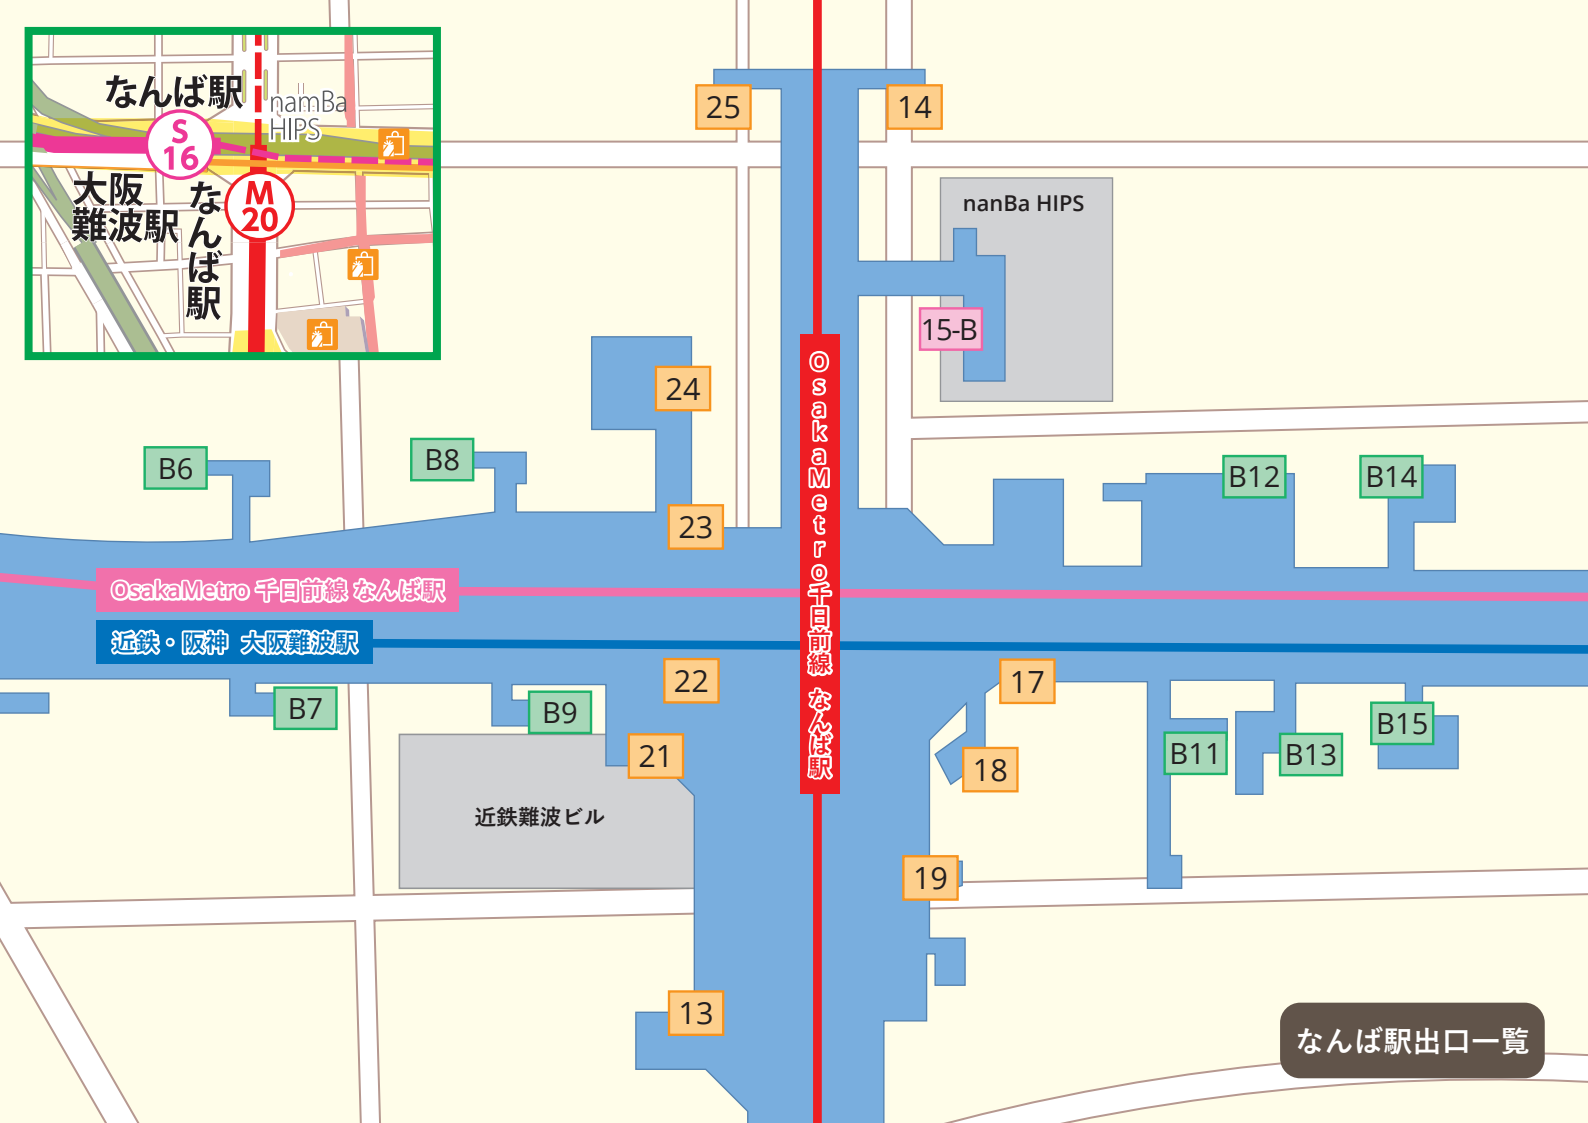 なんば駅
namBa
HIPS
S
16
大阪
難波駅
なんば駅
M
20
25
14
nanBa HIPS
15-B
24
B6
B8
23
B12
B14
OsakaMetro千日前線 なんば駅
OsakaMetro 千日前線 なんば駅
近鉄・阪神 大阪難波駅
22
17
B7
B9
21
18
B11
B13
B15
近鉄難波ビル
19
13
なんば駅出口一覧